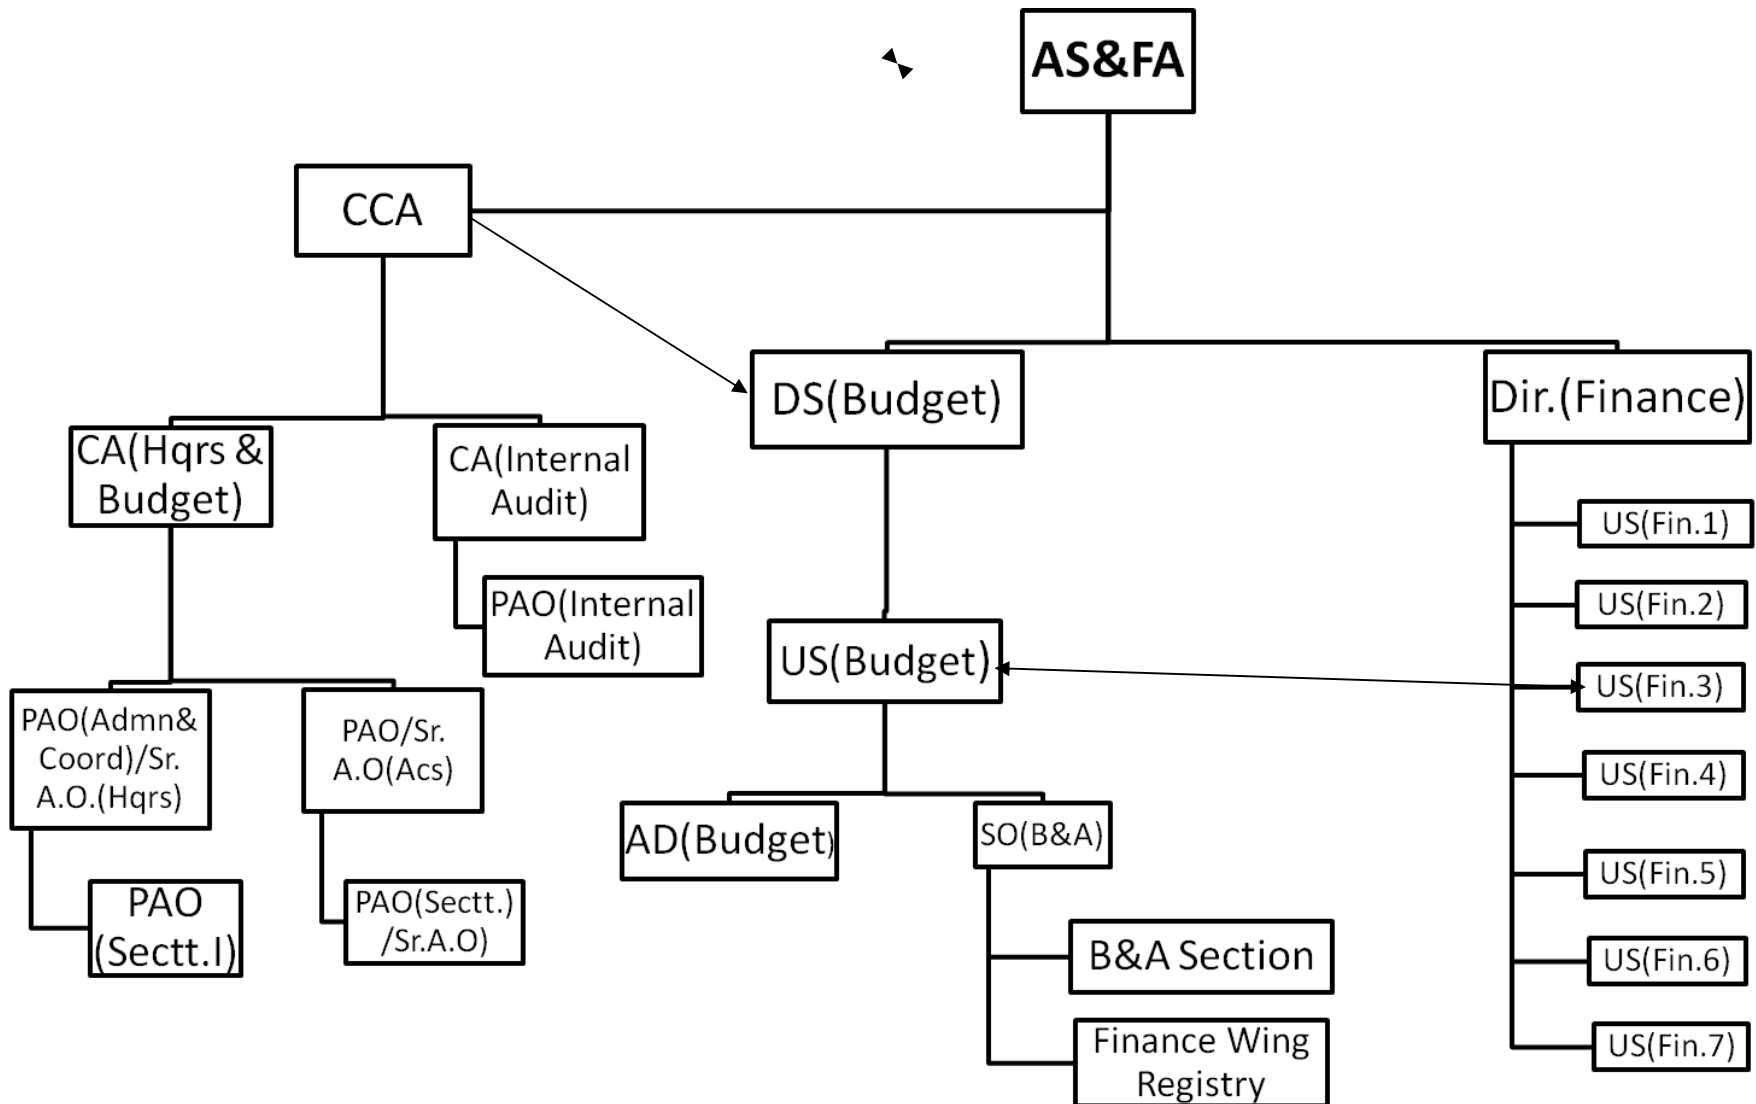 AS&FA
CCA
DS(Budget)
Dir.(Finance)
CA(Hqrs &
Budget)
CA(Internal
Audit)
US(Fin.1)
PAO(Internal
Audit)
US(Fin.2)
US(Budget)
US(Fin.3)
PAO(Admn&
Coord)/Sr.
A.O.(Hqrs)
PAO/Sr.
A.O(Acs)
US(Fin.4)
AD(Budget)
SO(B&A)
US(Fin.5)
PAO
(Sectt.I)
PAO(Sectt.)
/Sr.A.O)
B&A Section
US(Fin.6)
Finance Wing
Registry
US(Fin.7)